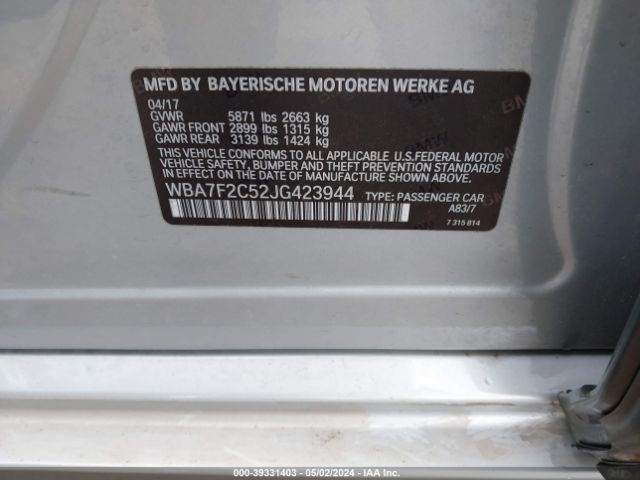 MFD BY BAYERISCHE MOTOREN WERKE AG
04/17
GVWR 5871 lbs 2663 kg
GAWR FRONT 2899 lbs 1315 kg
GAWR REAR 3139 lbs 1424 kg
THIS VEHICLE CONFORMS TO ALL APPLICABLE U.S.FEDERAL MOTOR
VEHICLE SAFETY, BUMPER AND THEFT PREVENTION STANDARDS
IN EFFECT ON THE DATE OF MANUFACTURE SHOWN ABOVE.
WBA7F2C52JG423944 TYPE: PASSENGER CAR
A83/7
7 315 814
000-39331403 - 05/02/2024 - IAA Inc.